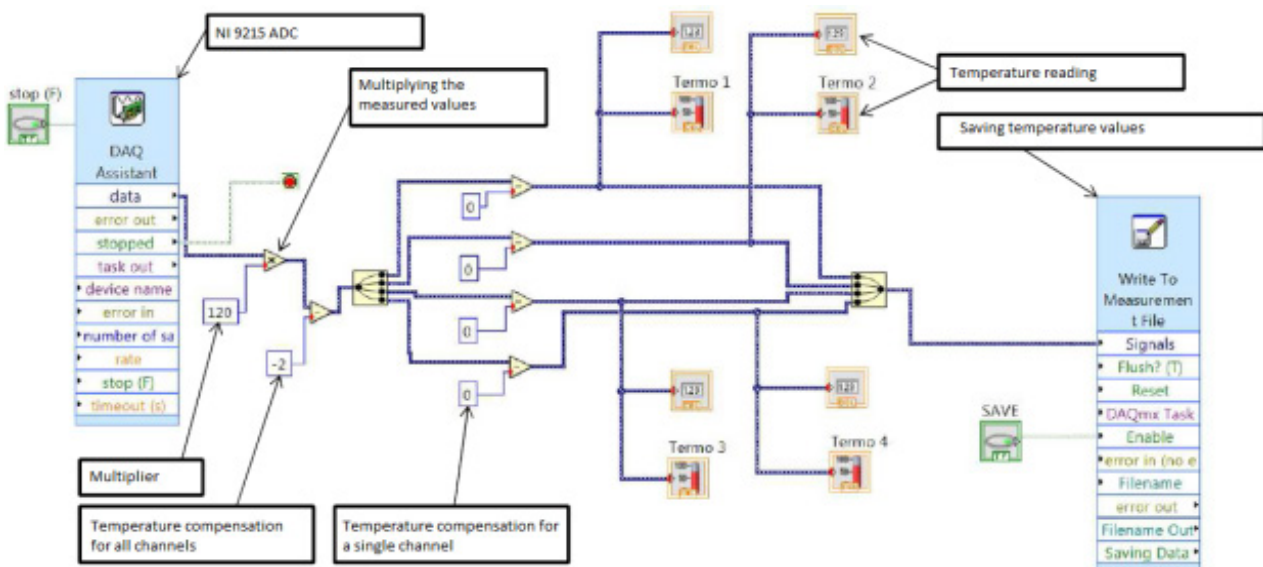 NI 9215 ADC
stop (F)
DAQ
Assistant
data
error out
stopped
task out
device name
error in
number of sa
rate
stop (F)
timeout (s)
Multiplying the
measured values
120
-2
Multiplier
Temperature compensation
for all channels
Temperature compensation for
a single channel
0
0
0
0
123
Termo 1
123
Termo 2
123
Termo 3
123
Termo 4
Temperature reading
Saving temperature values
SAVE
Write To
Measuremen
t File
Signals
Flush? (T)
Reset
DAQmx Task
Enable
error in (no e
Filename
error out
Filename Out
Saving Data